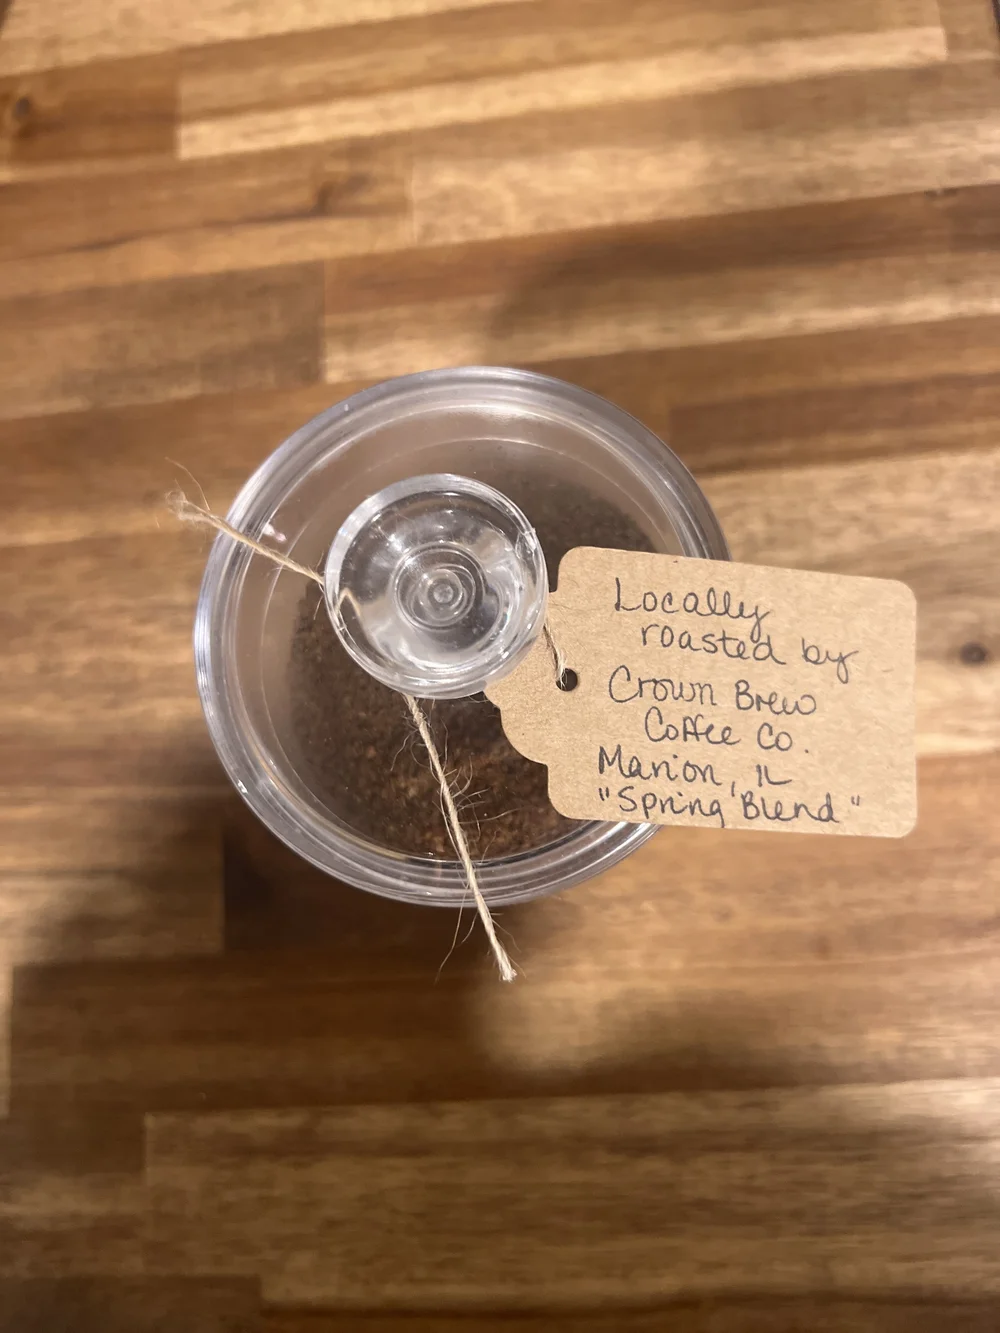 Locally
roasted by
Crown Brew
Coffee Co.
Marion, IL
"Spring Blend"